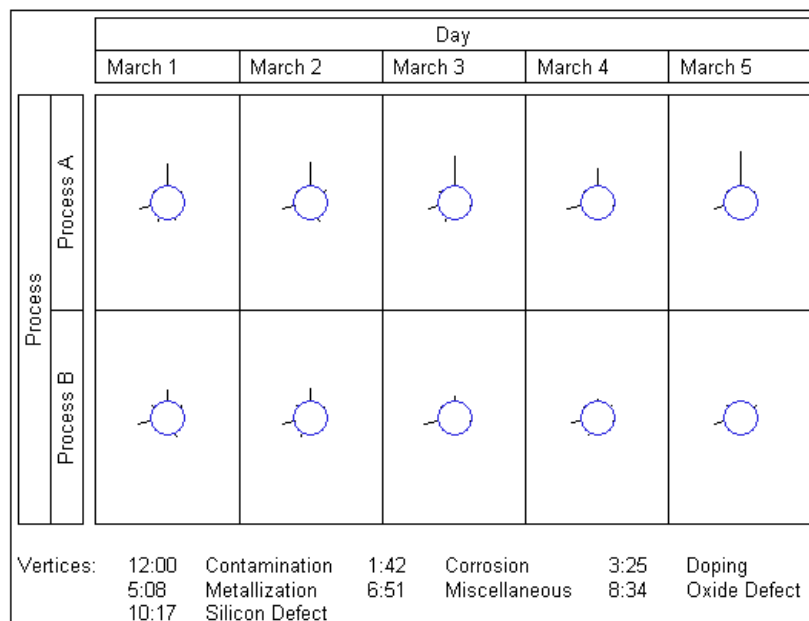 Day
March 1 March 2 March 3 March 4 March 5
Process
Process A
Process B
Vertices: 12:00 Contamination 1:42 Corrosion 3:25 Doping
5:08 Metallization 6:51 Miscellaneous 8:34 Oxide Defect
10:17 Silicon Defect